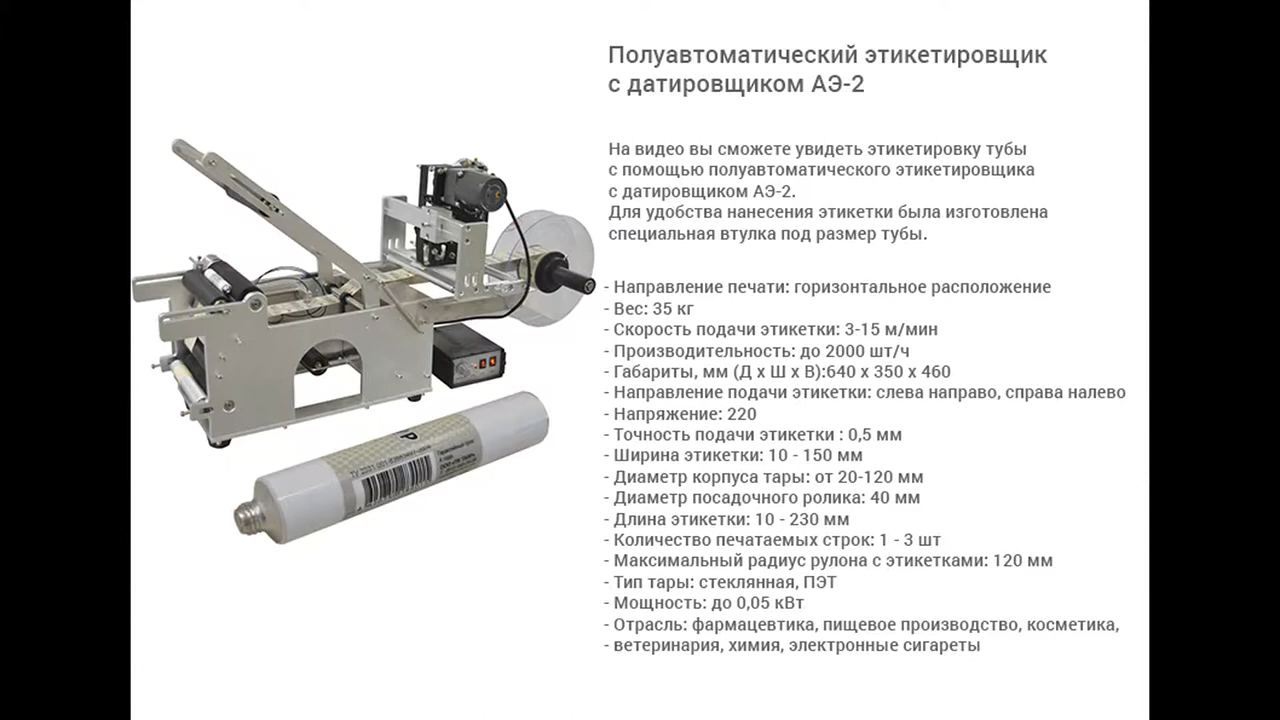 Полуавтоматический этикетировщик
с датировщиком АЭ-2
На видео вы сможете увидеть этикетировку тубы
с помощью полуавтоматического этикетировщика
с датировщиком АЭ-2.
Для удобства нанесения этикетки была изготовлена
специальная втулка под размер тубы.
- Направление печати: горизонтальное расположение
- Вес: 35 кг
- Скорость подачи этикетки: 3-15 м/мин
- Производительность: до 2000 шт/ч
- Габариты, мм (Д х Ш х В):640 х 350 х 460
- Направление подачи этикетки: слева направо, справа налево
- Напряжение: 220
- Точность подачи этикетки : 0,5 мм
- Ширина этикетки: 10 - 150 мм
- Диаметр корпуса тары: от 20-120 мм
- Диаметр посадочного ролика: 40 мм
- Длина этикетки: 10 - 230 мм
- Количество печатаемых строк: 1 - 3 шт
- Максимальный радиус рулона с этикетками: 120 мм
- Тип тары: стеклянная, ПЭТ
- Мощность: до 0,05 кВт
- Отрасль: фармацевтика, пищевое производство, косметика,
- ветеринария, химия, электронные сигареты
Р